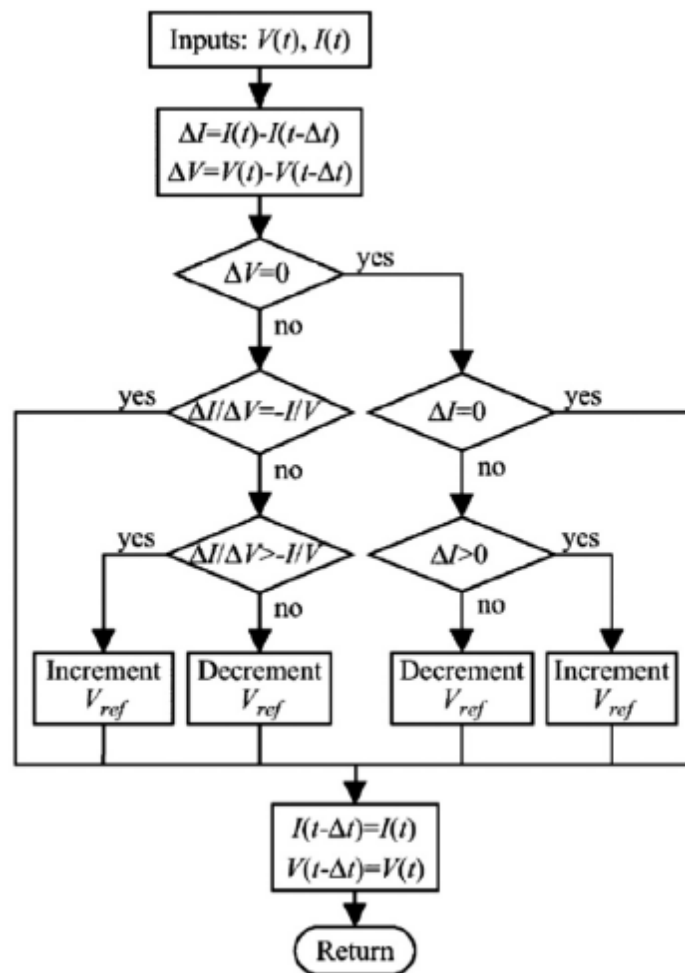 Inputs: V(t), I(t)
ΔI=I(t)-I(t-Δt)
ΔV=V(t)-V(t-Δt)
ΔV=0
yes
no
yes
ΔI/ΔV=-I/V
ΔI=0
yes
no
no
yes
ΔI/ΔV>-I/V
ΔI>0
yes
no
no
Increment
Vref
Decrement
Vref
Decrement
Vref
Increment
Vref
I(t-Δt)=I(t)
V(t-Δt)=V(t)
Return